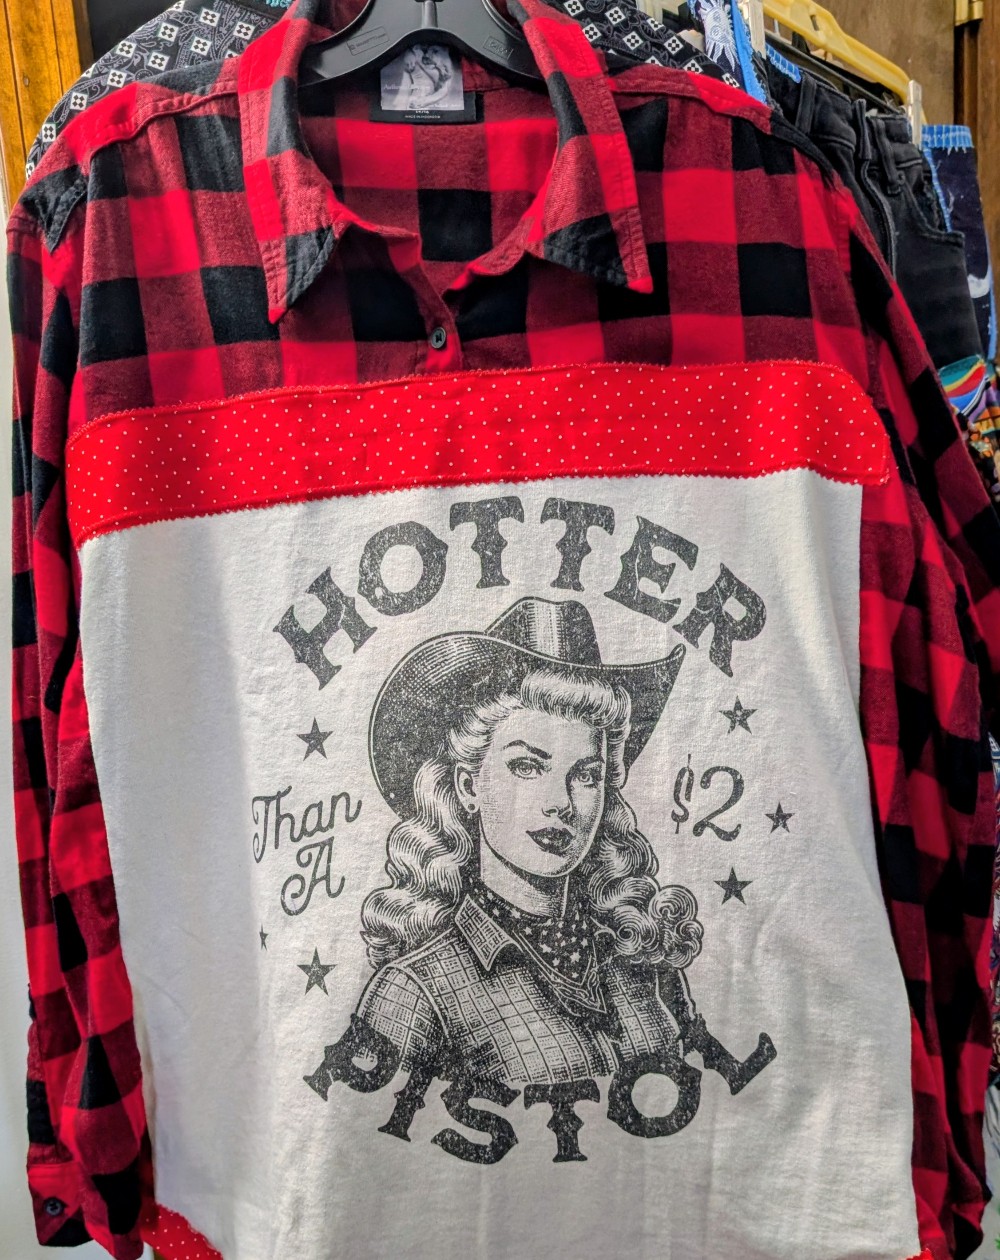 HOTTER
Than
A
$2
PISTOL